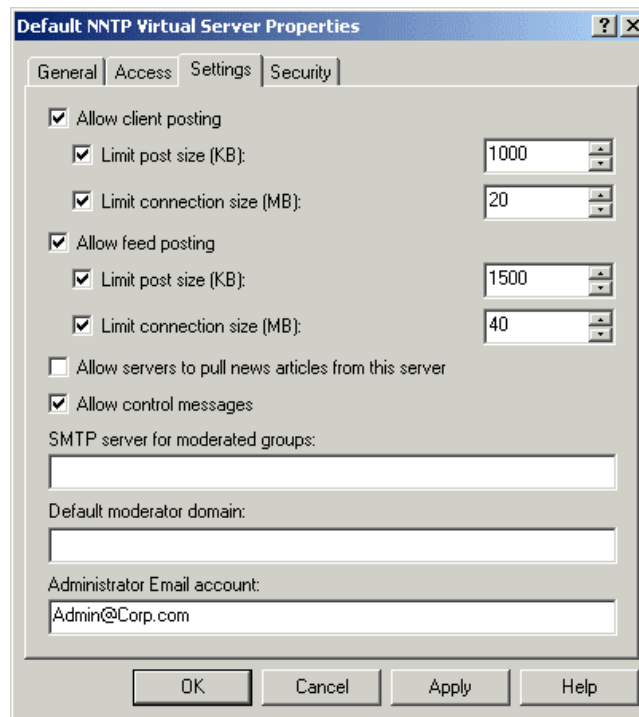 Default NNTP Virtual Server Properties
General Access Settings Security
Allow client posting
Limit post size (KB): 1000
Limit connection size (MB): 20
Allow feed posting
Limit post size (KB): 1500
Limit connection size (MB): 40
Allow servers to pull news articles from this server
Allow control messages
SMTP server for moderated groups:
Default moderator domain:
Administrator Email account:
Admin@Corp.com
OK Cancel Apply Help